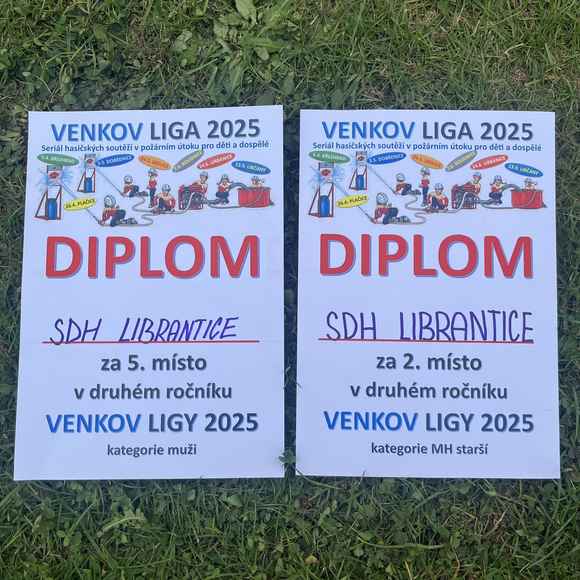 VENKOV LIGA 2025
Seriál hasičských soutěží v požárním útoku pro děti a dospělé
DIPLOM
SDH LIBRANTICE
za 5. místo
v druhém ročníku
VENKOV LIGY 2025
kategorie muži
VENKOV LIGA 2025
Seriál hasičských soutěží v požárním útoku pro děti a dospělé
DIPLOM
SDH LIBRANTICE
za 2. místo
v druhém ročníku
VENKOV LIGY 2025
kategorie MH starší